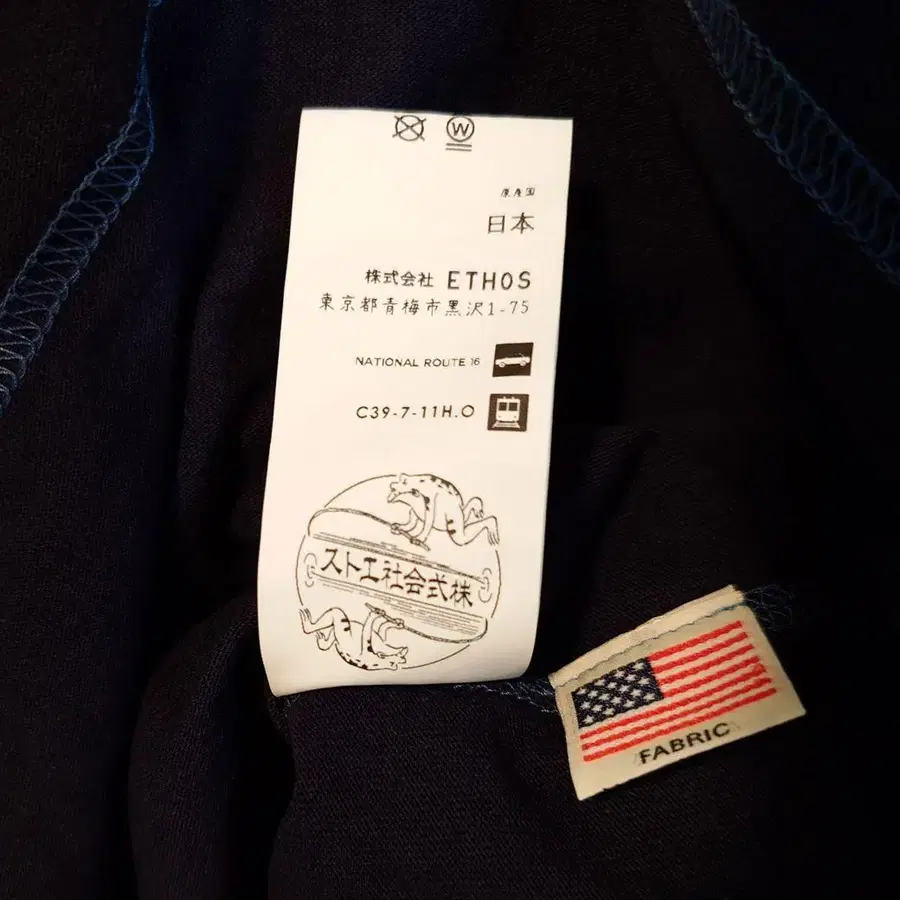 W
原産国
日本
株式会社 ETHOS
東京都青梅市黒沢1-75
NATIONAL ROUTE 16
C39-7-11H.O
ストエ社会式株
FABRIC